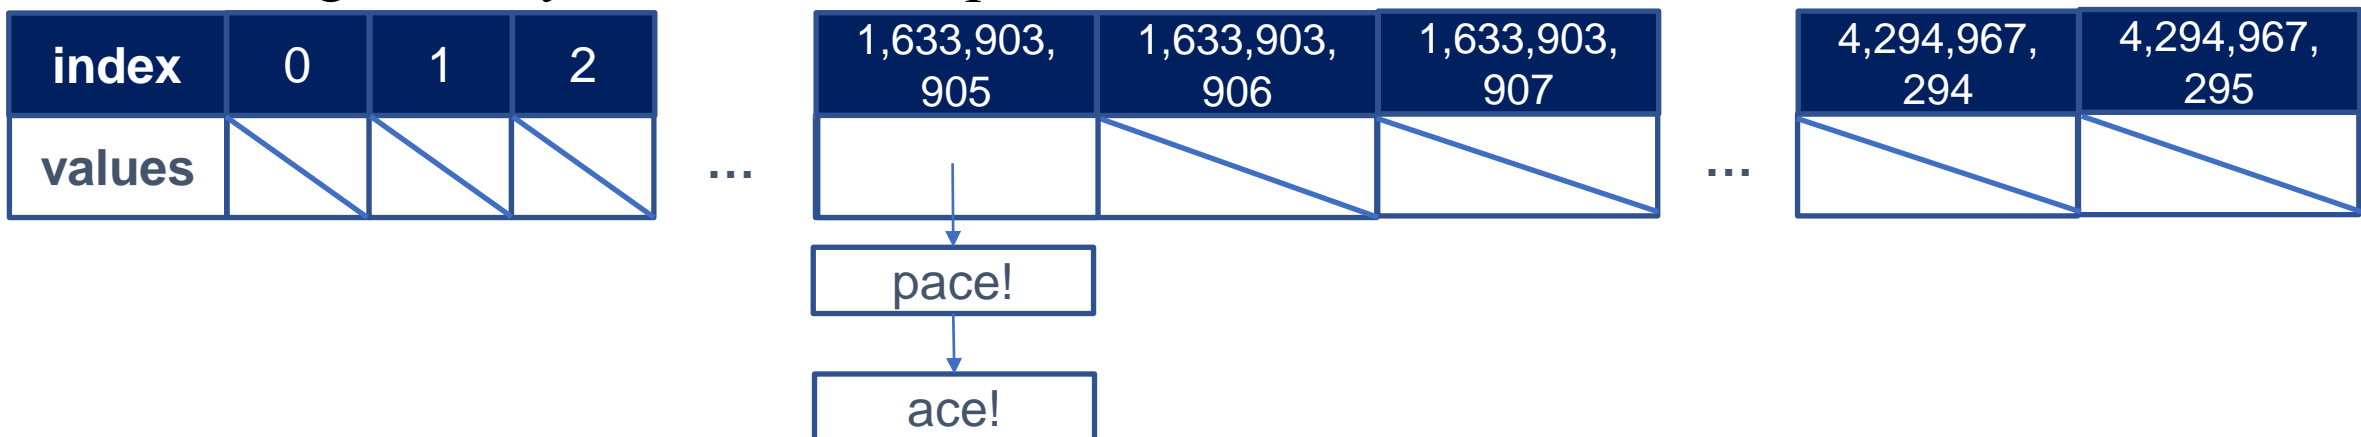 index 0 1 2 1,633,903, 1,633,903, 1,633,903, 4,294,967, 4,294,967,
905 906 907 294 295
values ... ...
pace!
ace!